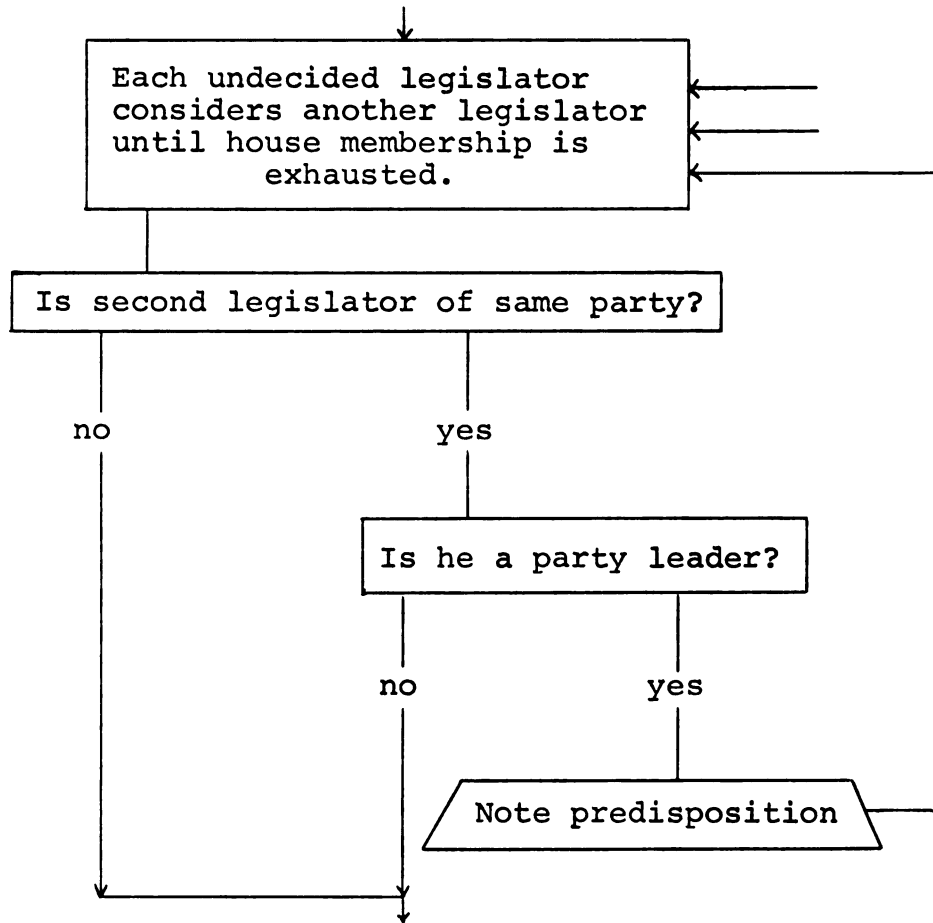 Each undecided legislator
considers another legislator
until house membership is
exhausted.
Is second legislator of same party?
no
yes
Is he a party leader?
no
yes
Note predisposition